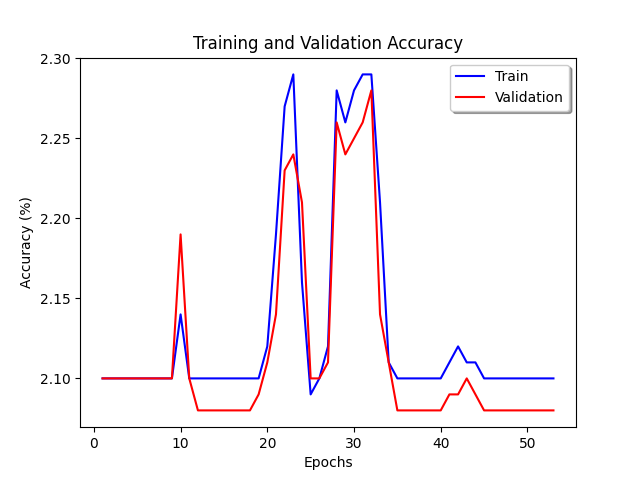 Training and Validation Accuracy
2.30
Train
Validation
2.25
2.20
Accuracy (%)
2.15
2.10
0 10 20 30 40 50
Epochs